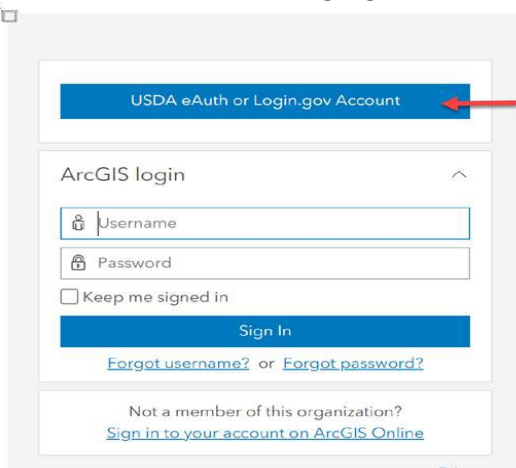 USDA eAuth or Login.gov Account
ArcGIS login
Username
Password
Keep me signed in
Sign In
Forgot username? or Forgot password?
Not a member of this organization?
Sign in to your account on ArcGIS Online